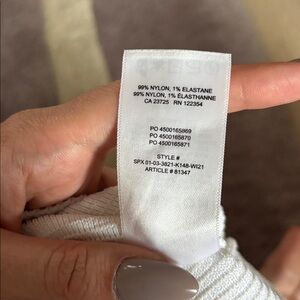 99% NYLON, 1% ELASTANE
99% NYLON, 1% ÉLASTHANNE
CA 23725 RN 122354
PO 4500165869
PO 4500165870
PO 4500165871
STYLE #
SPX 01-03-3821-K148-WI21
ARTICLE # 81347